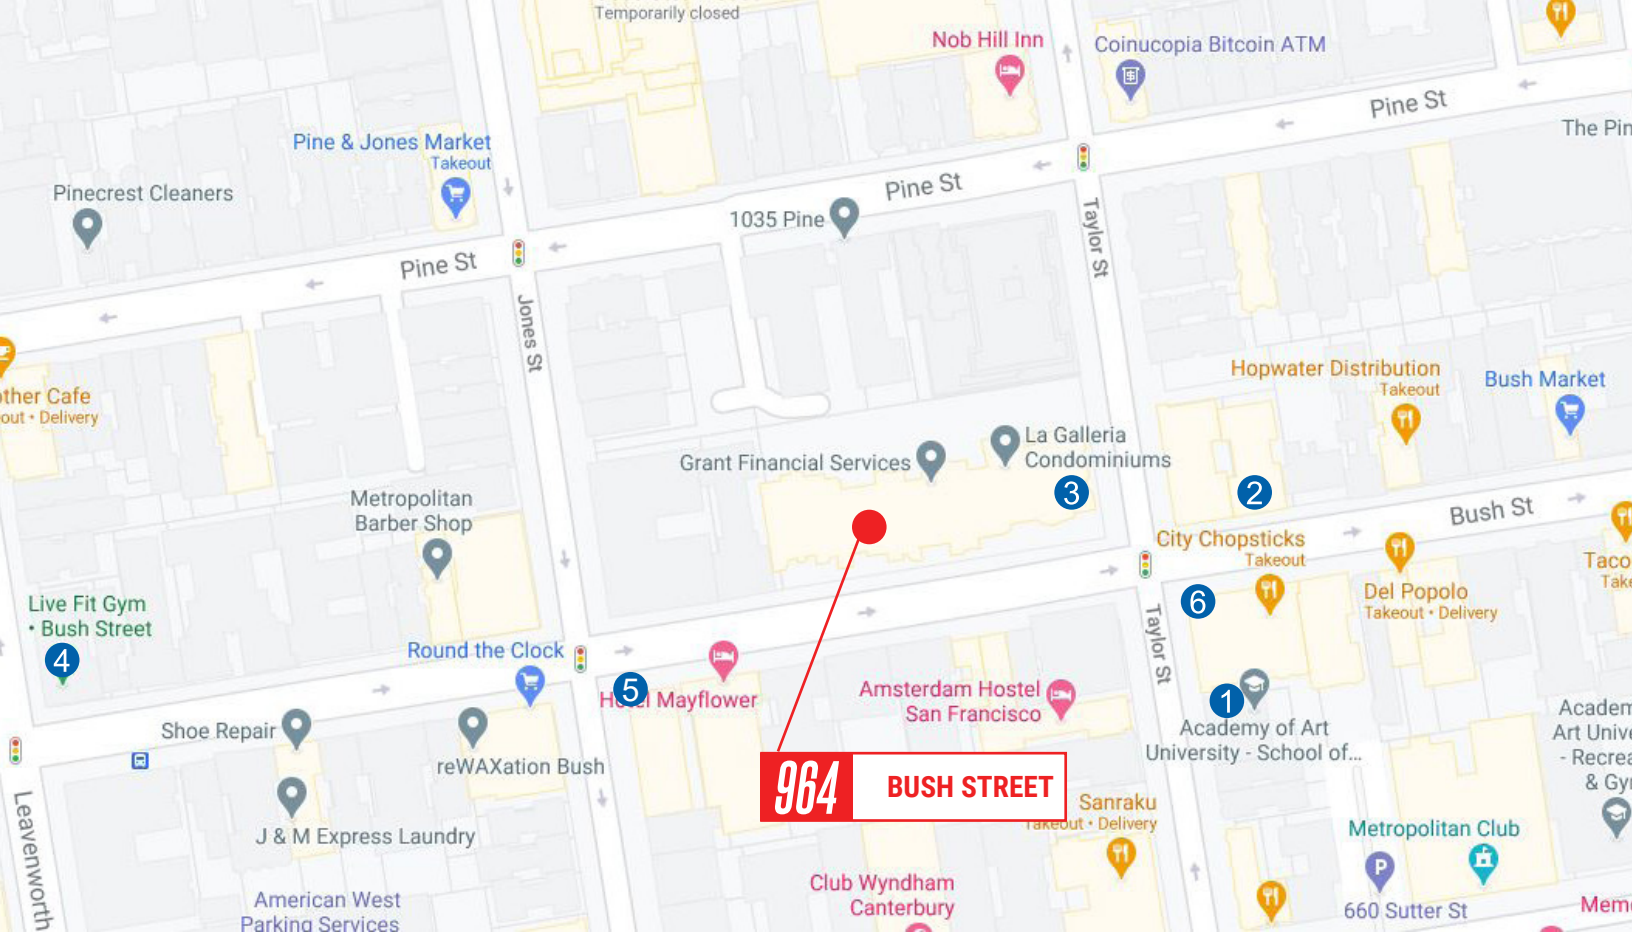 Temporarily closed
Nob Hill Inn
Coinucopia Bitcoin ATM
Pine St
The Pin
Pine & Jones Market
Takeout
Pinecrest Cleaners
Pine St
1035 Pine
Taylor St
Pine St
Jones St
other Cafe
out • Delivery
Hopwater Distribution
Takeout
Bush Market
La Galleria
Condominiums
Grant Financial Services
3
2
Metropolitan
Barber Shop
Bush St
City Chopsticks
Takeout
Taco
Take
Del Popolo
Takeout • Delivery
6
Live Fit Gym
• Bush Street
4
Round the Clock
Taylor St
5
Hotel Mayflower
Amsterdam Hostel
San Francisco
1
Academy of Art
University - School of...
Academ
Art Unive
- Recrea
& Gy
Shoe Repair
reWAXation Bush
964
BUSH STREET
Sanraku
Takeout • Delivery
Leavenworth
J & M Express Laundry
Metropolitan Club
P
Club Wyndham
Canterbury
American West
Parking Services
660 Sutter St
Mem